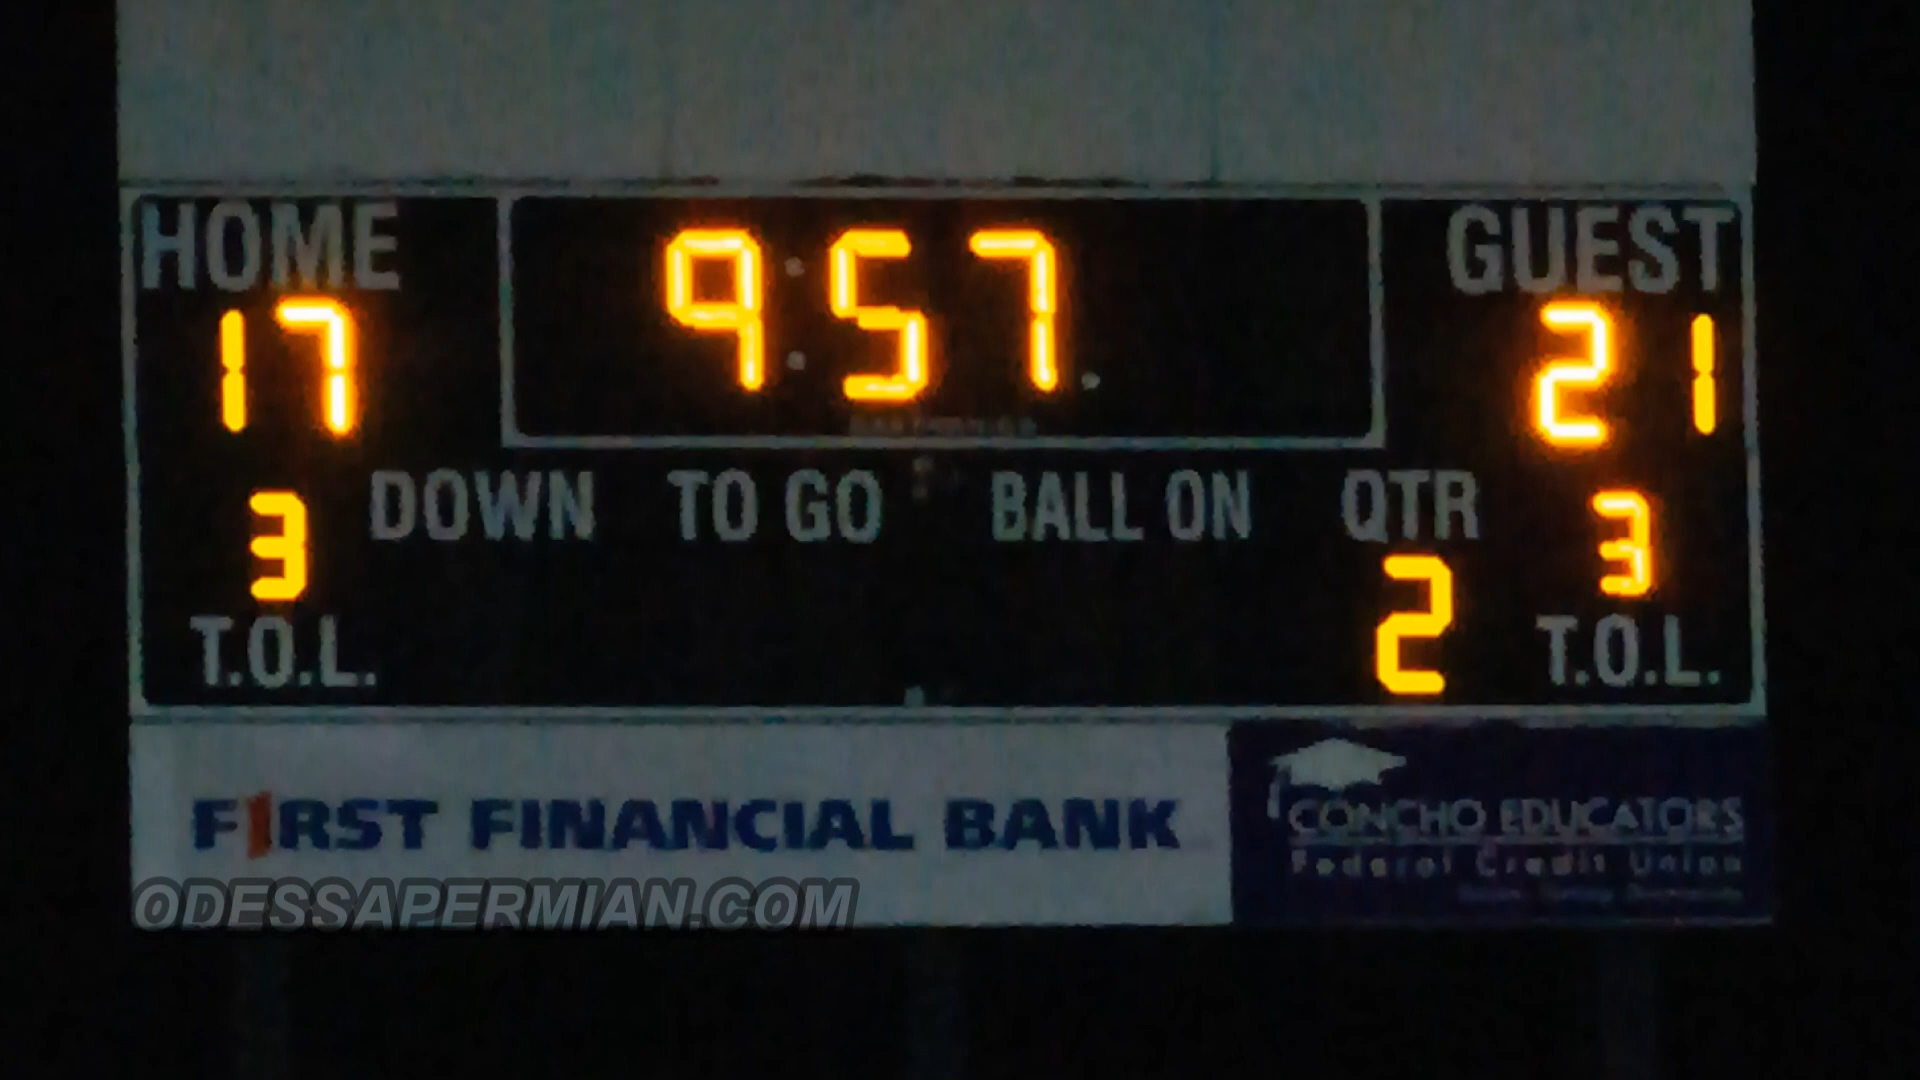 HOME 9:57 GUEST
17 21
DOWN TO GO BALL ON QTR
3 2 3
T.O.L. T.O.L.
FIRST FINANCIAL BANK
CONCHO EDUCATORS
Federal Credit Union
ODESSAPERMIAN.COM